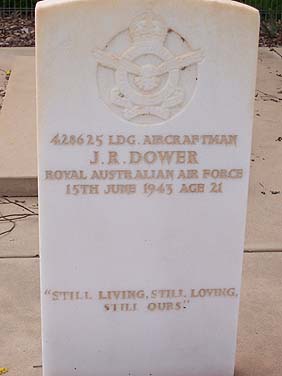 428625 LDG. AIRCRAFTMAN
J. R. DOWER
ROYAL AUSTRALIAN AIR FORCE
15TH JUNE 1943 AGE 21
"STILL LIVING, STILL LOVING,
STILL OURS"